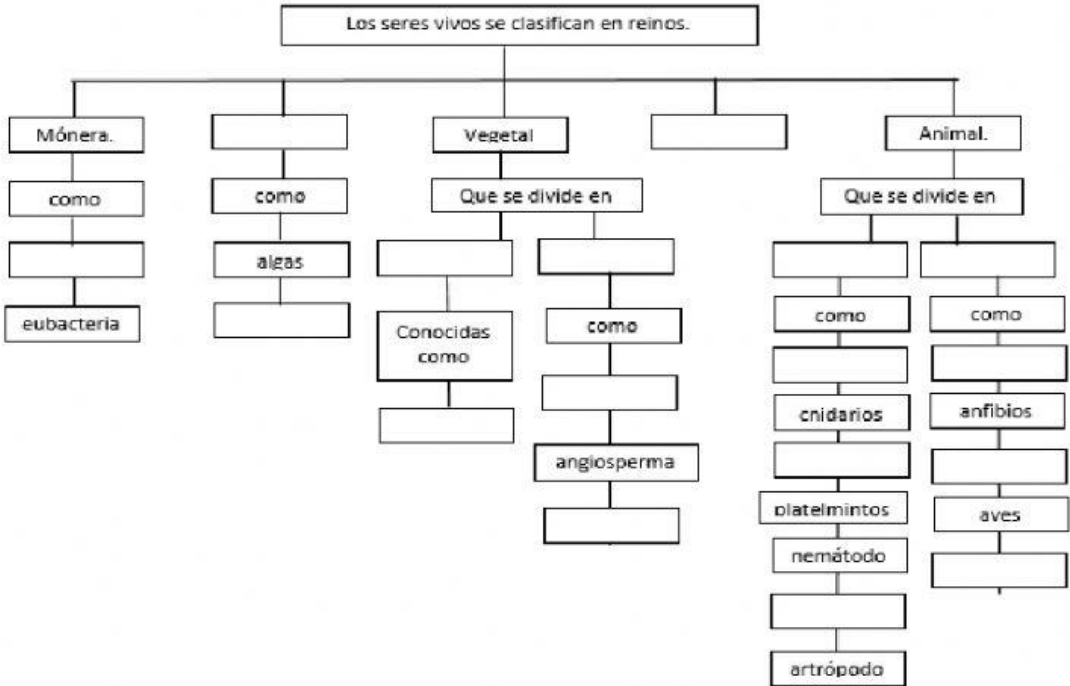 Los seres vivos se clasifican en reinos.
Mónera.
Vegetal
Animal.
como
como
Que se divide en
Que se divide en
algas
eubacteria
Conocidas
como
como
como
como
cnidarios
anfibios
angiosperma
platelmintos
aves
nemátodo
artrópodo